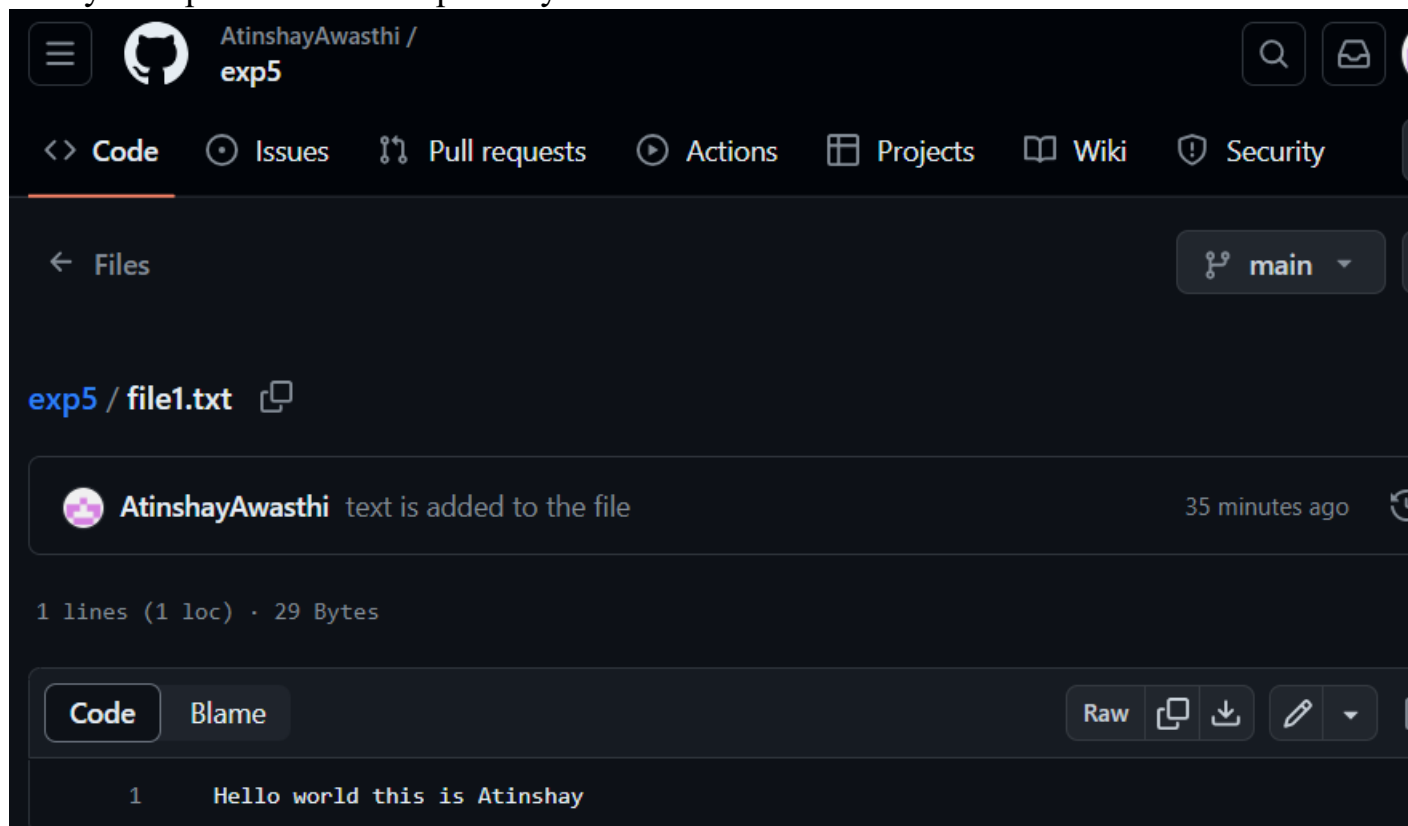 AtinshayAwasthi /
exp5
Code Issues Pull requests Actions Projects Wiki Security
Files main
exp5 / file1.txt
AtinshayAwasthi text is added to the file 35 minutes ago
1 lines (1 loc) · 29 Bytes
Code Blame Raw
1 Hello world this is Atinshay